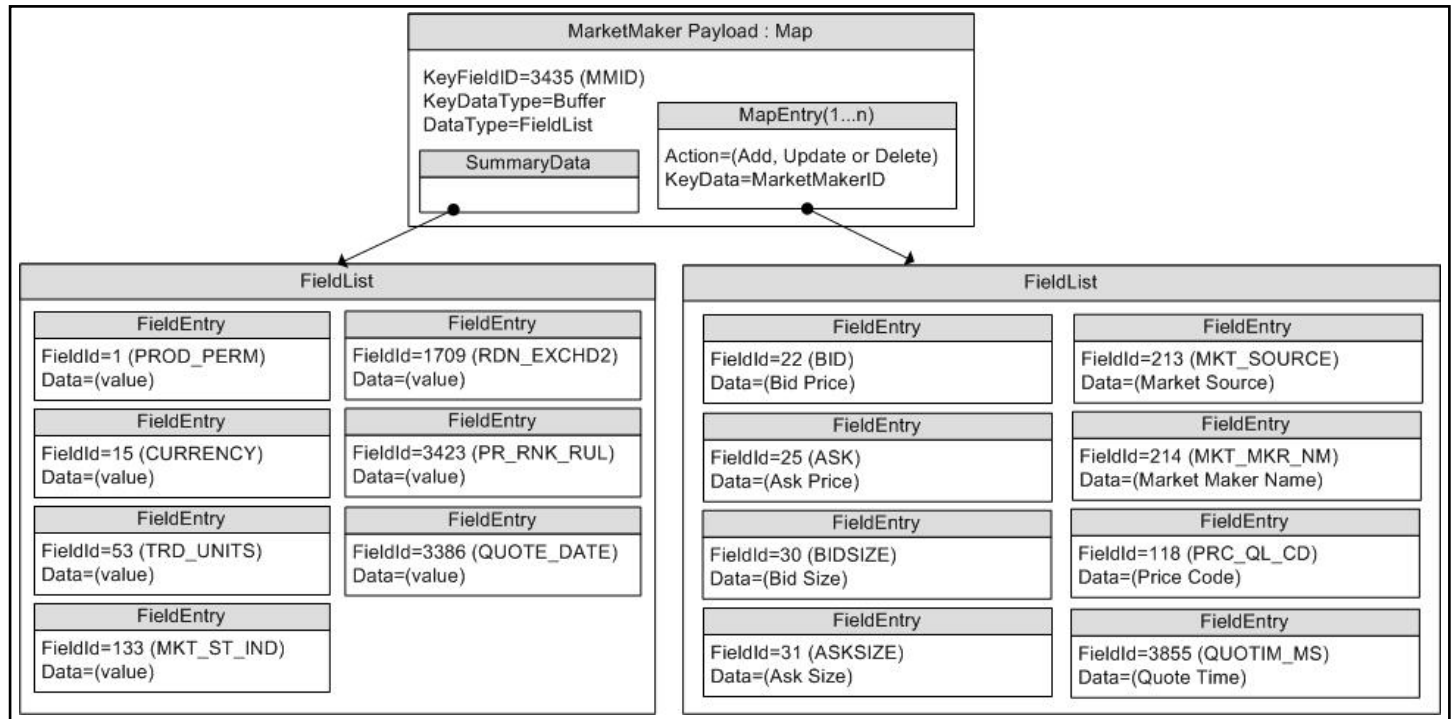 MarketMaker Payload : Map
KeyFieldID=3435 (MMID)
KeyDataType=Buffer
DataType=FieldList
SummaryData
MapEntry(1...n)
Action=(Add, Update or Delete)
KeyData=MarketMakerID
FieldList
FieldEntry
FieldId=1 (PROD_PERM)
Data=(value)
FieldEntry
FieldId=1709 (RDN_EXCHD2)
Data=(value)
FieldEntry
FieldId=15 (CURRENCY)
Data=(value)
FieldEntry
FieldId=3423 (PR_RNK_RUL)
Data=(value)
FieldEntry
FieldId=53 (TRD_UNITS)
Data=(value)
FieldEntry
FieldId=3386 (QUOTE_DATE)
Data=(value)
FieldEntry
FieldId=133 (MKT_ST_IND)
Data=(value)
FieldList
FieldEntry
FieldId=22 (BID)
Data=(Bid Price)
FieldEntry
FieldId=213 (MKT_SOURCE)
Data=(Market Source)
FieldEntry
FieldId=25 (ASK)
Data=(Ask Price)
FieldEntry
FieldId=214 (MKT_MKR_NM)
Data=(Market Maker Name)
FieldEntry
FieldId=30 (BIDSIZE)
Data=(Bid Size)
FieldEntry
FieldId=118 (PRC_QL_CD)
Data=(Price Code)
FieldEntry
FieldId=31 (ASKSIZE)
Data=(Ask Size)
FieldEntry
FieldId=3855 (QUOTIM_MS)
Data=(Quote Time)